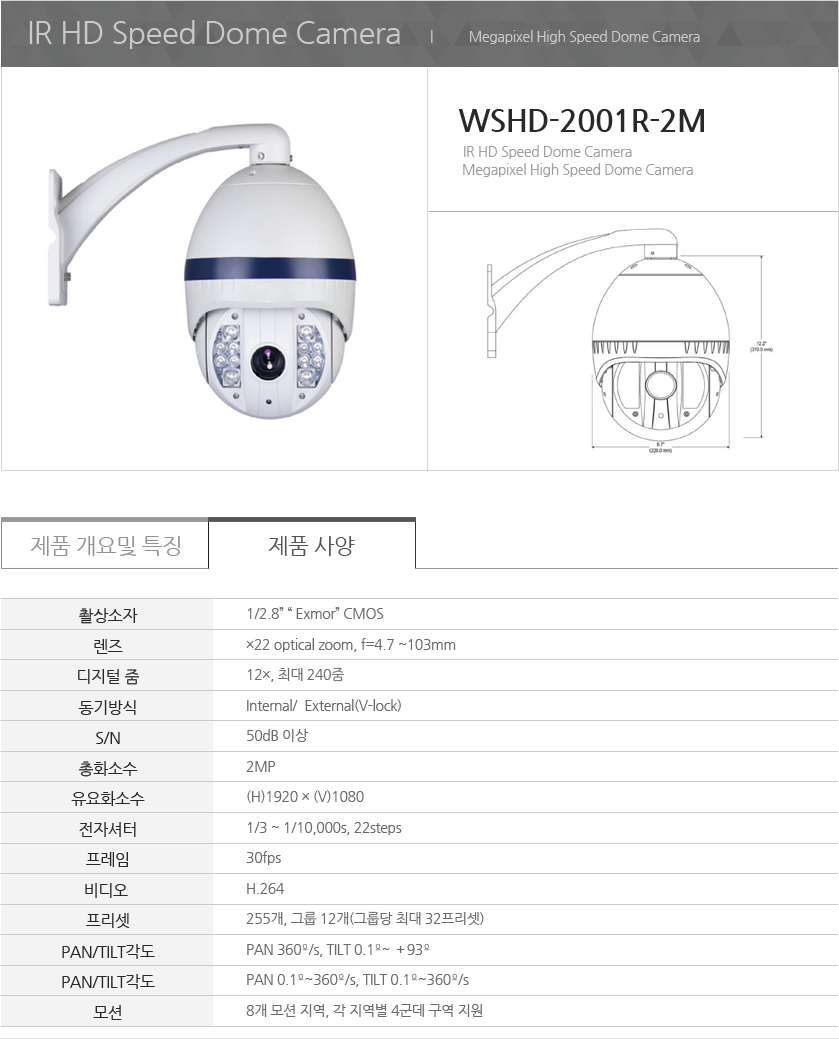 IR HD Speed Dome Camera | Megapixel High Speed Dome Camera
WSHD-2001R-2M
IR HD Speed Dome Camera
Megapixel High Speed Dome Camera
12.2"
(310.0 mm)
8.7"
(220.0 mm)
제품 개요및 특징 제품 사양
촬상소자 1/2.8” “ Exmor” CMOS
렌즈 ×22 optical zoom, f=4.7 ~103mm
디지털 줌 12×, 최대 240줌
동기방식 Internal/ External(V-lock)
S/N 50dB 이상
총화소수 2MP
유요화소수 (H)1920 × (V)1080
전자셔터 1/3 ~ 1/10,000s, 22steps
프레임 30fps
비디오 H.264
프리셋 255개, 그룹 12개(그룹당 최대 32프리셋)
PAN/TILT각도 PAN 360º/s, TILT 0.1º~ +93º
PAN/TILT각도 PAN 0.1º~360º/s, TILT 0.1º~360º/s
모션 8개 모션 지역, 각 지역별 4군데 구역 지원